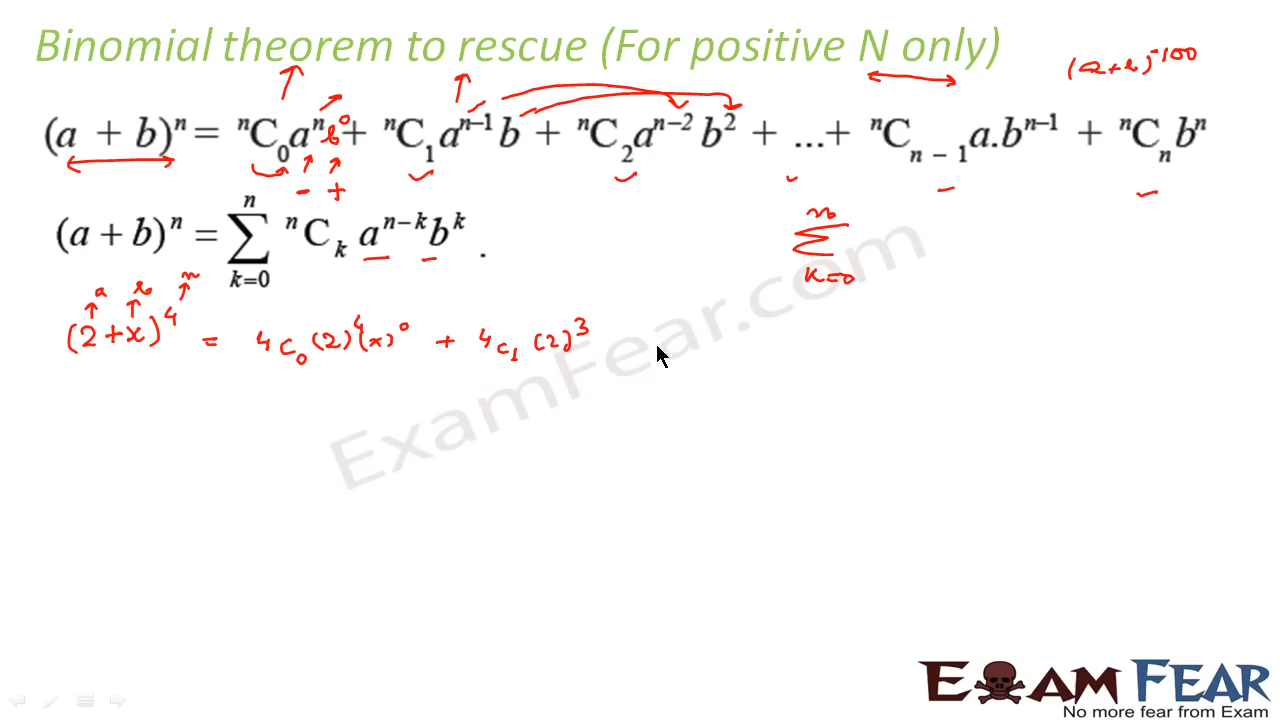 Binomial theorem to rescue (For positive N only)
(a+b)^-100
(a + b)^n = ^nC_0 a^n b^0 + ^nC_1 a^(n–1) b + ^nC_2 a^(n–2) b^2 + ...+ ^nC_(n – 1) a.b^(n–1) + ^nC_n b^n
- +
(a + b)^n = ∑_(k=0)^n ^nC_k a^(n–k) b^k .
∑_(k=0)^n
a b n
(2+x)^4 = 4C_0 (2)^4 (x)^0 + 4C_1 (2)^3
ExamFear.com
EXAM FEAR
No more fear from Exam